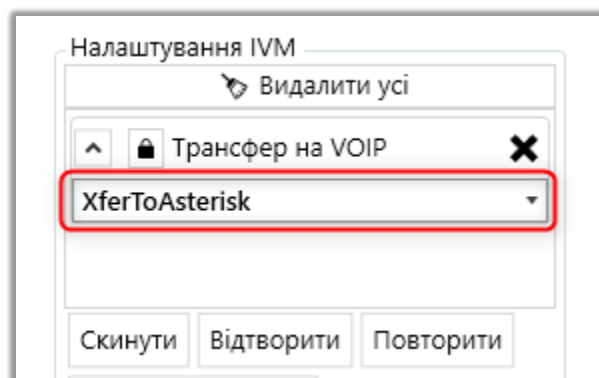 Налаштування IVM
Видалити усі
Трансфер на VOIP
XferToAsterisk
Скинути Відтворити Повторити